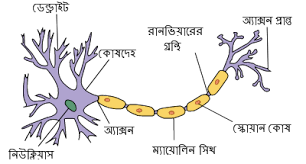 ডেনড্রাইট
কোষদেহ
রানভিয়ারের
গ্রন্থি
অ্যাক্সন প্রান্ত
অ্যাক্সন
স্কোয়ান কোষ
নিউক্লিয়াস
ম্যায়োলিন সিথ